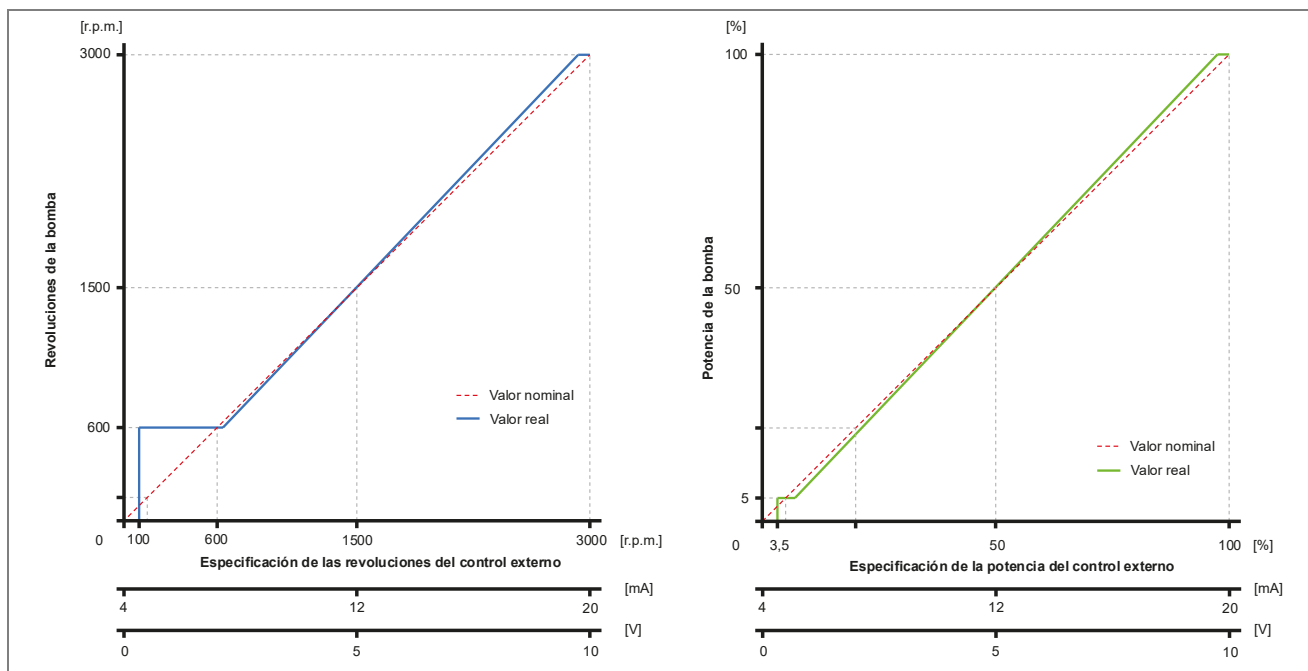 [r.p.m.]
3000
1500
600
Revoluciones de la bomba
Valor nominal
Valor real
0 100 600 1500 3000 [r.p.m.]
Especificación de las revoluciones del control externo
[mA]
4 12 20
[V]
0 5 10
[%]
100
50
5
Potencia de la bomba
Valor nominal
Valor real
0 3,5 50 100 [%]
Especificación de la potencia del control externo
[mA]
4 12 20
[V]
0 5 10